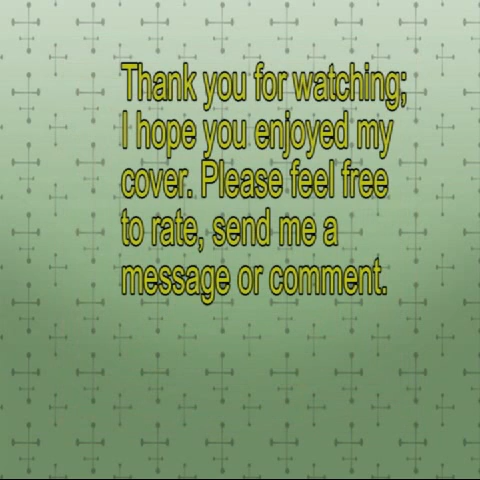 Thank you for watching;
I hope you enjoyed my
cover. Please feel free
to rate, send me a
message or comment.